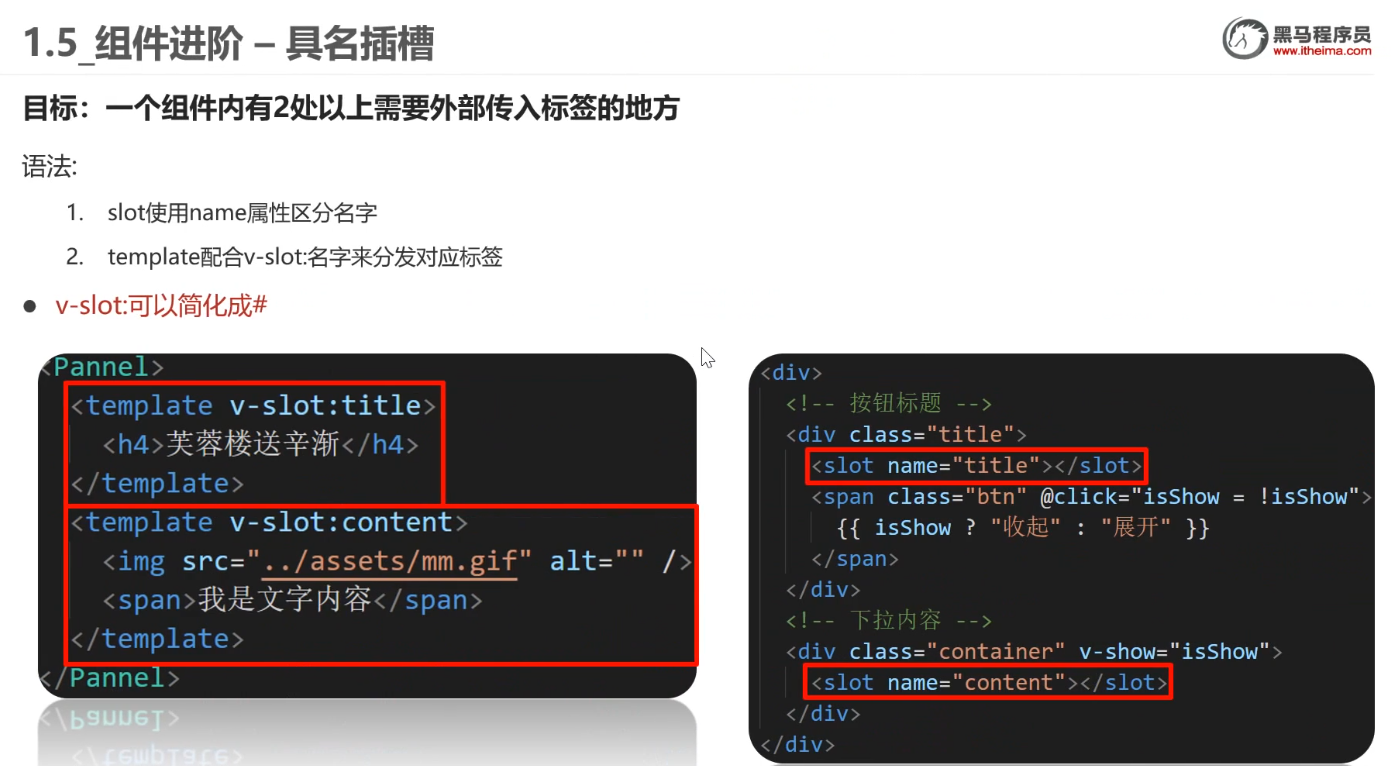 1.5_组件进阶 – 具名插槽
黑马程序员
www.itheima.com
目标：一个组件内有2处以上需要外部传入标签的地方
语法:
1. slot使用name属性区分名字
2. template配合v-slot:名字来分发对应标签
● v-slot:可以简化成#
<Pannel>
<template v-slot:title>
<h4>芙蓉楼送辛渐</h4>
</template>
<template v-slot:content>
<img src="../assets/mm.gif" alt="" />
<span>我是文字内容</span>
</template>
</Pannel>
<div>
<!-- 按钮标题 -->
<div class="title">
<slot name="title"></slot>
<span class="btn" @click="isShow = !isShow">
{{ isShow ? "收起" : "展开" }}
</span>
</div>
<!-- 下拉内容 -->
<div class="container" v-show="isShow">
<slot name="content"></slot>
</div>
</div>